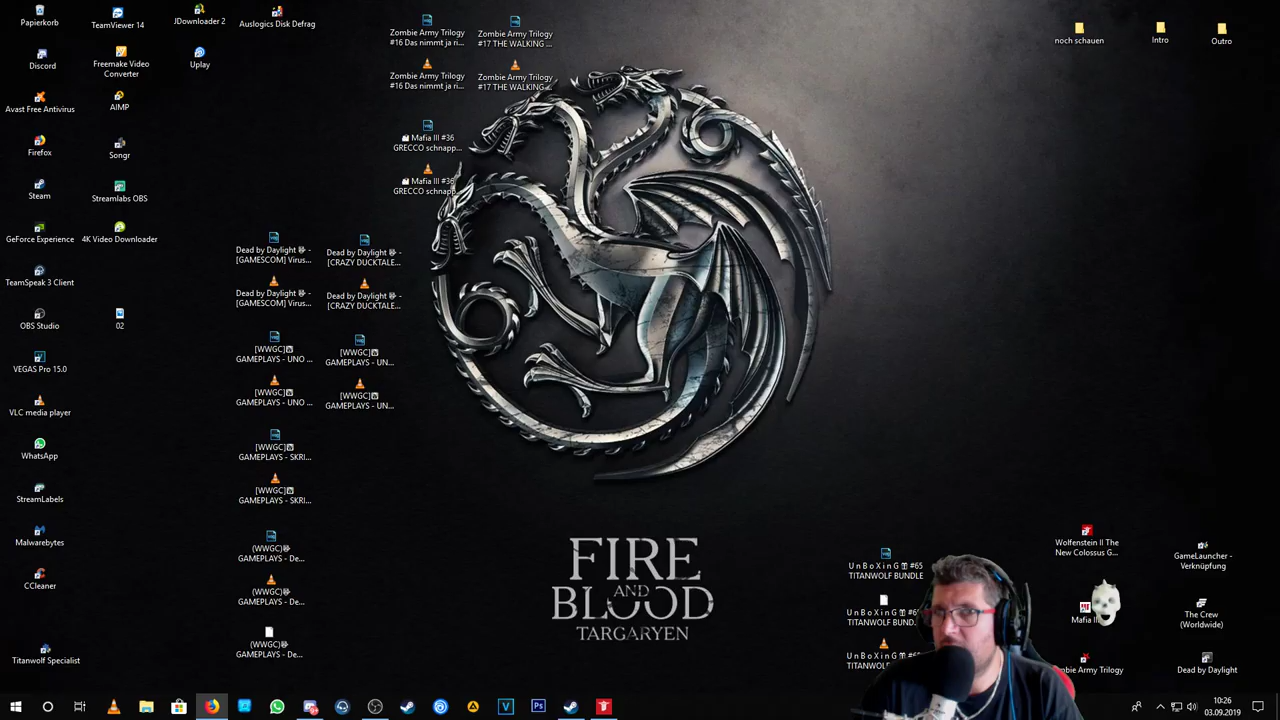 Papierkorb
TeamViewer 14
JDownloader 2
Auslogics Disk Defrag
Discord
Freemake Video
Converter
Uplay
Avast Free Antivirus
AIMP
Firefox
Songr
Steam
Streamlabs OBS
GeForce Experience
4K Video Downloader
TeamSpeak 3 Client
OBS Studio
02
VEGAS Pro 15.0
VLC media player
WhatsApp
StreamLabels
Malwarebytes
CCleaner
Titanwolf Specialist
Zombie Army Trilogy
#16 Das nimmt ja ri...
Zombie Army Trilogy
#17 THE WALKING ...
Zombie Army Trilogy
#16 Das nimmt ja ri...
Zombie Army Trilogy
#17 THE WALKING ...
Mafia III #36
GRECCO schnapp...
Mafia III #36
GRECCO schnapp...
Dead by Daylight -
[GAMESCOM] Virus...
Dead by Daylight -
[CRAZY DUCKTALE...
Dead by Daylight -
[GAMESCOM] Virus...
Dead by Daylight -
[CRAZY DUCKTALE...
[WWGC]
GAMEPLAYS - UNO ...
[WWGC]
GAMEPLAYS - UN...
[WWGC]
GAMEPLAYS - UNO ...
[WWGC]
GAMEPLAYS - UN...
[WWGC]
GAMEPLAYS - SKRI...
[WWGC]
GAMEPLAYS - SKRI...
(WWGC)
GAMEPLAYS - De...
(WWGC)
GAMEPLAYS - De...
(WWGC)
GAMEPLAYS - De...
FIRE
AND
BLOOD
TARGARYEN
noch schauen
Intro
Outro
U n B o X i n G #65
TITANWOLF BUNDLE
U n B o X i n G #6
TITANWOLF BUND...
U n B o X i n G #6
TITANWOLF
Wolfenstein II The
New Colossus G...
GameLauncher -
Verknüpfung
Mafia III
The Crew
(Worldwide)
ombie Army Trilogy
Dead by Daylight
10:26
03.09.2019